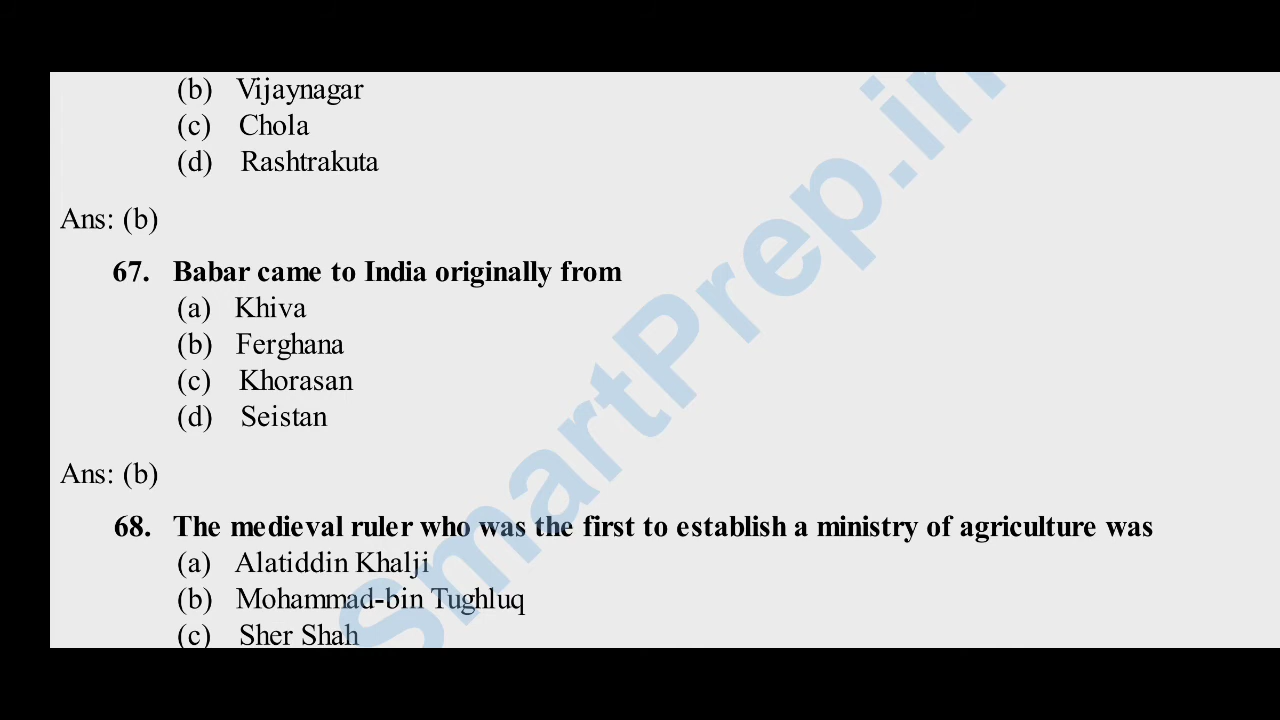 (b) Vijaynagar
(c) Chola
(d) Rashtrakuta
Ans: (b)
67. Babar came to India originally from
(a) Khiva
(b) Ferghana
(c) Khorasan
(d) Seistan
Ans: (b)
68. The medieval ruler who was the first to establish a ministry of agriculture was
(a) Alatiddin Khalji
(b) Mohammad-bin Tughluq
(c) Sher Shah
SmartPrep.in